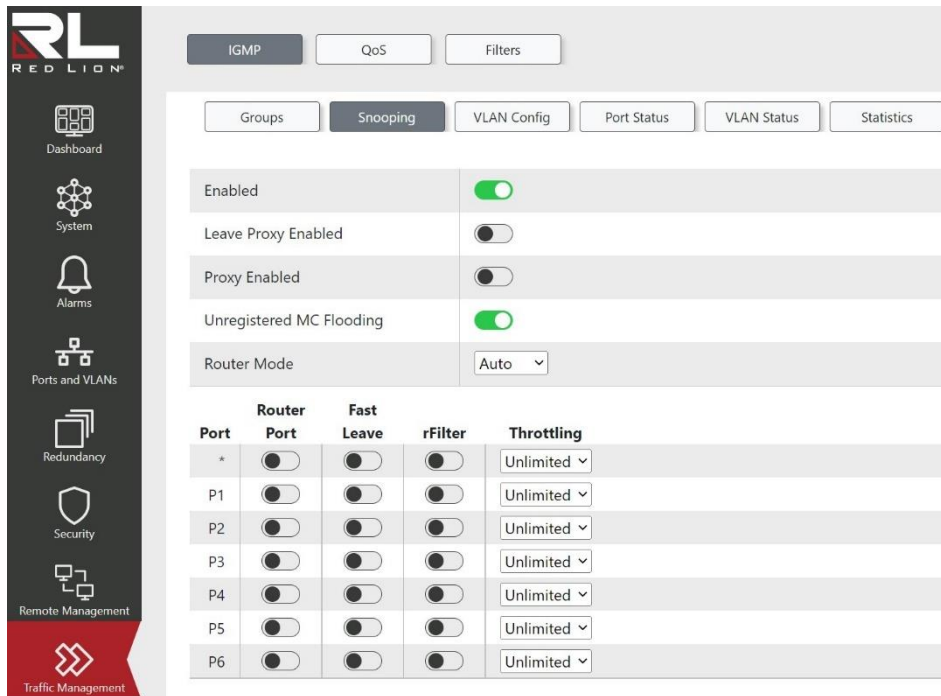 RL
RED LION®
Dashboard
System
Alarms
Ports and VLANs
Redundancy
Security
Remote Management
Traffic Management
IGMP QoS Filters
Groups Snooping VLAN Config Port Status VLAN Status Statistics
Enabled
Leave Proxy Enabled
Proxy Enabled
Unregistered MC Flooding
Router Mode Auto
Router Fast
Port Port Leave rFilter Throttling
* Unlimited
P1 Unlimited
P2 Unlimited
P3 Unlimited
P4 Unlimited
P5 Unlimited
P6 Unlimited